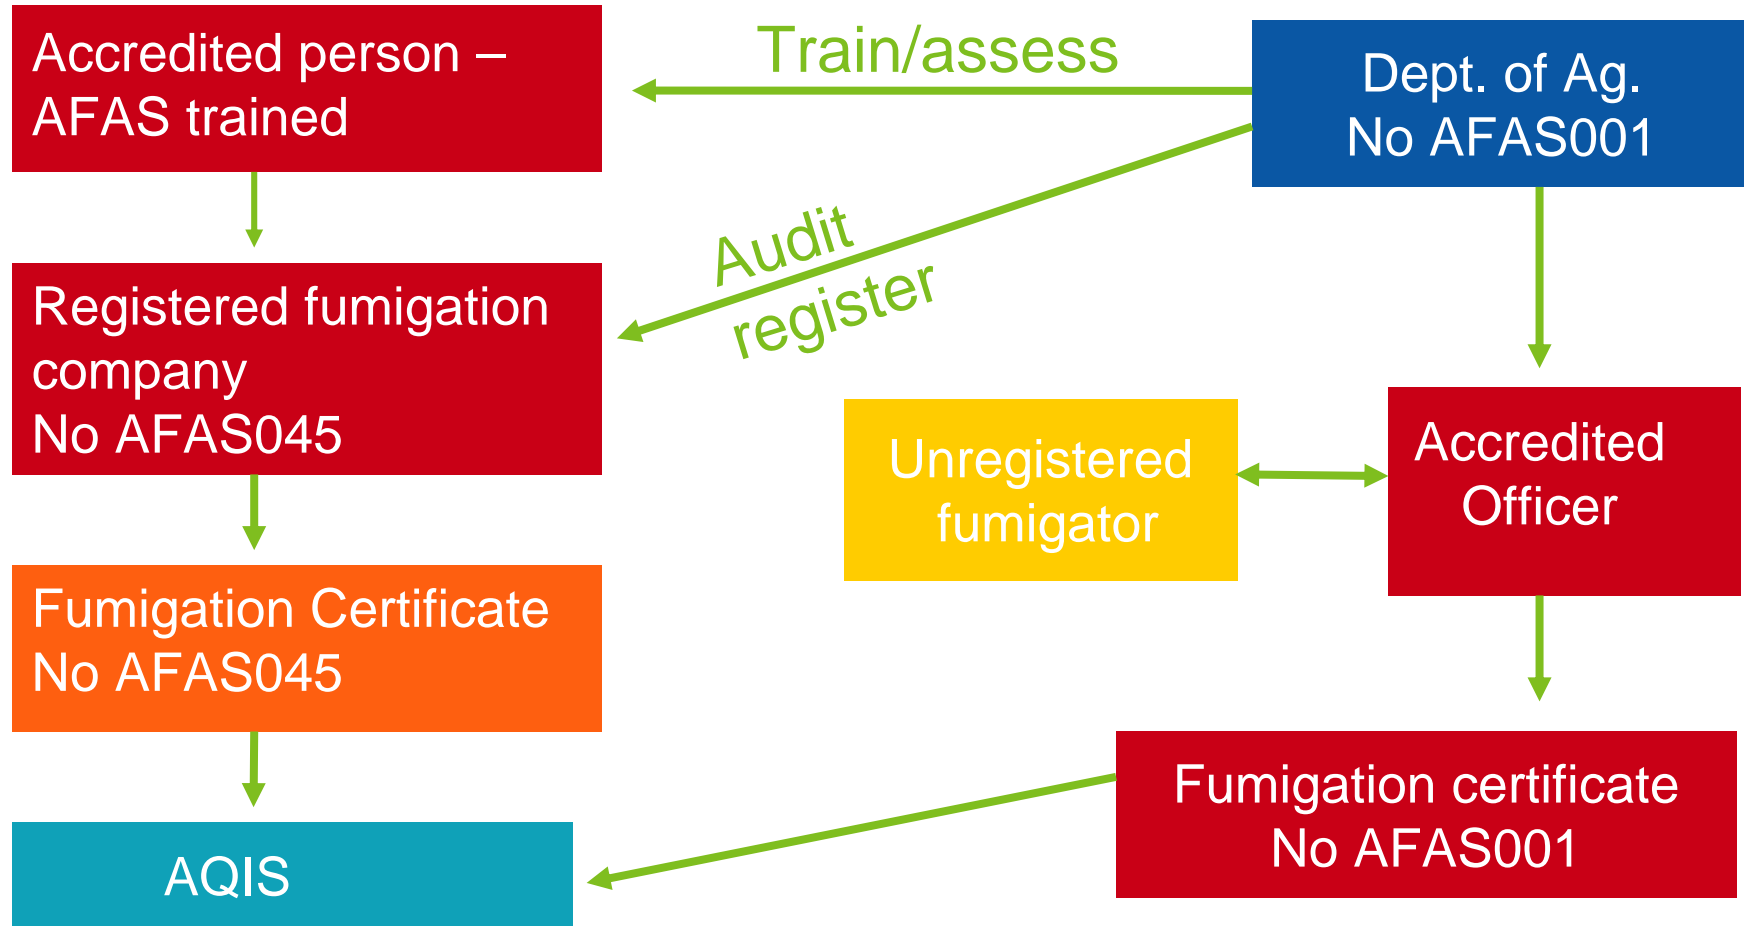 Accredited person –
AFAS trained
Train/assess
Dept. of Ag.
No AFAS001
Audit
register
Registered fumigation
company
No AFAS045
Unregistered
fumigator
Accredited
Officer
Fumigation Certificate
No AFAS045
Fumigation certificate
No AFAS001
AQIS